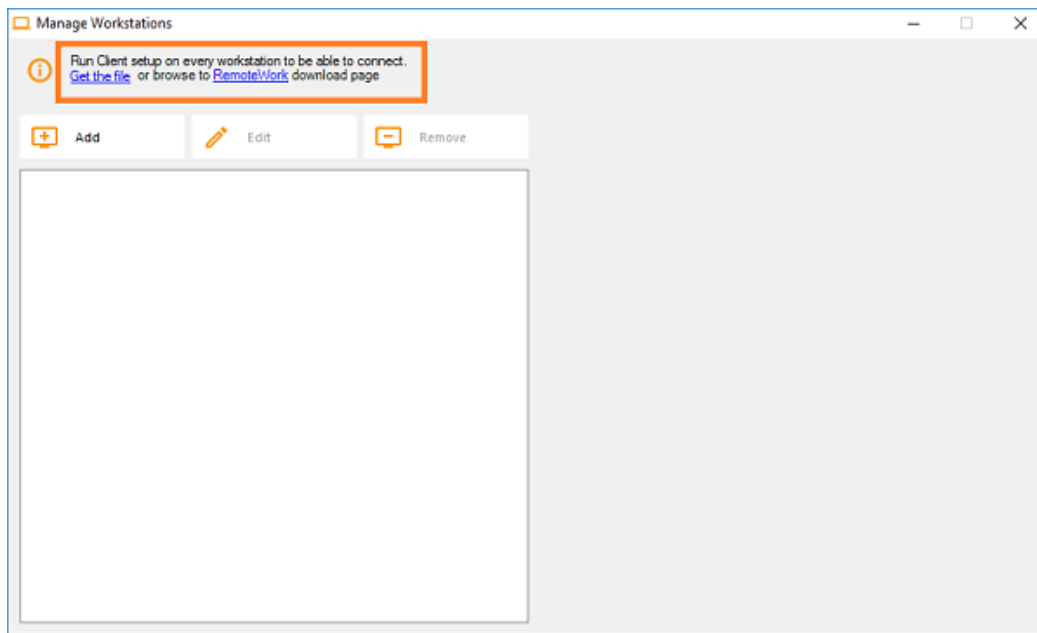 Manage Workstations
Run Client setup on every workstation to be able to connect.
Get the file or browse to RemoteWork download page
Add Edit Remove